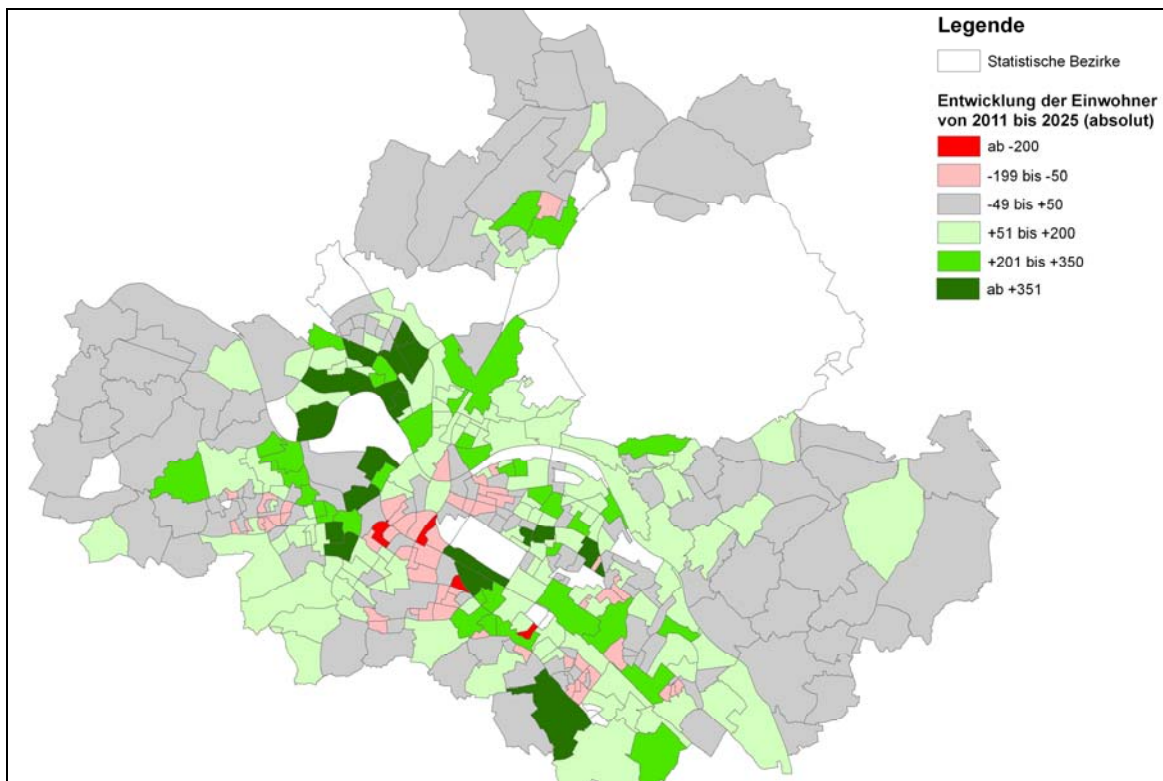 Legende
Statistische Bezirke
Entwicklung der Einwohner
von 2011 bis 2025 (absolut)
ab -200
-199 bis -50
-49 bis +50
+51 bis +200
+201 bis +350
ab +351